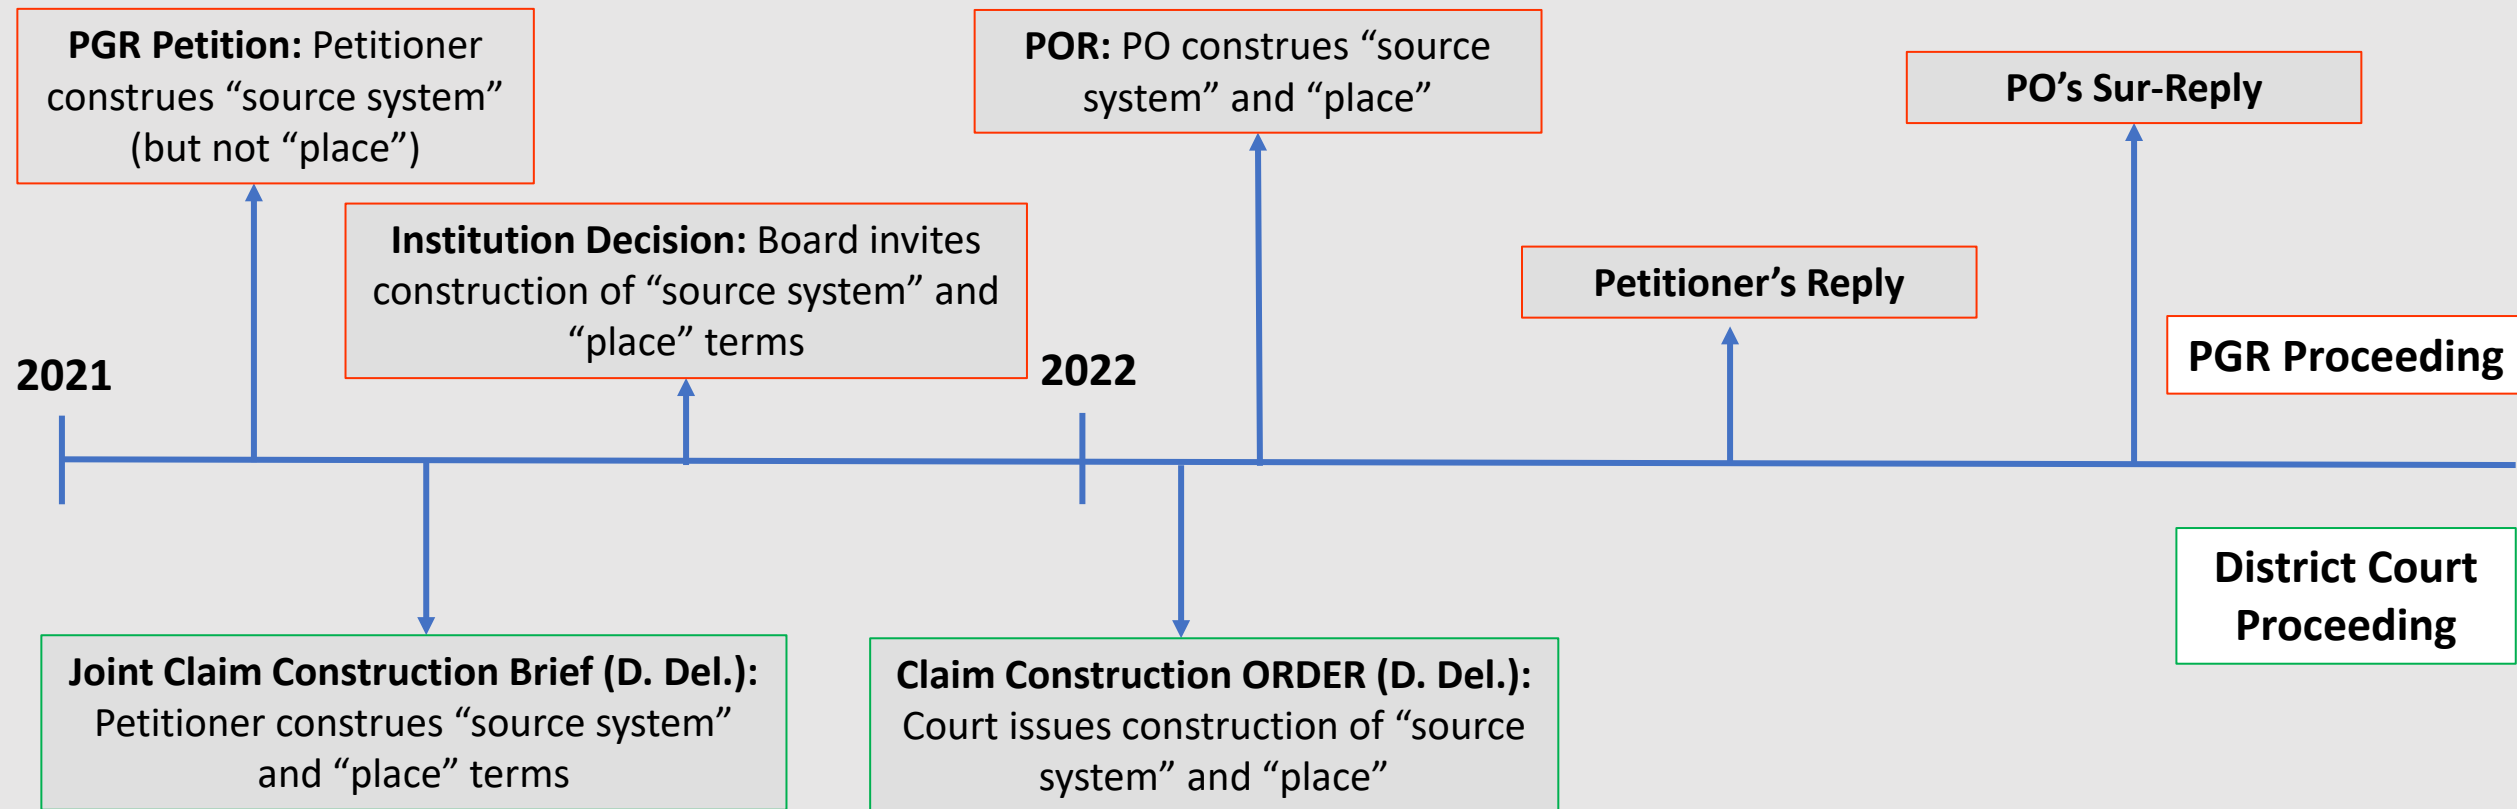 PGR Petition: Petitioner
construes “source system”
(but not “place”)
POR: PO construes “source
system” and “place”
PO’s Sur-Reply
Institution Decision: Board invites
construction of “source system” and
“place” terms
Petitioner’s Reply
2021
2022
PGR Proceeding
District Court
Proceeding
Joint Claim Construction Brief (D. Del.):
Petitioner construes “source system”
and “place” terms
Claim Construction ORDER (D. Del.):
Court issues construction of “source
system” and “place”